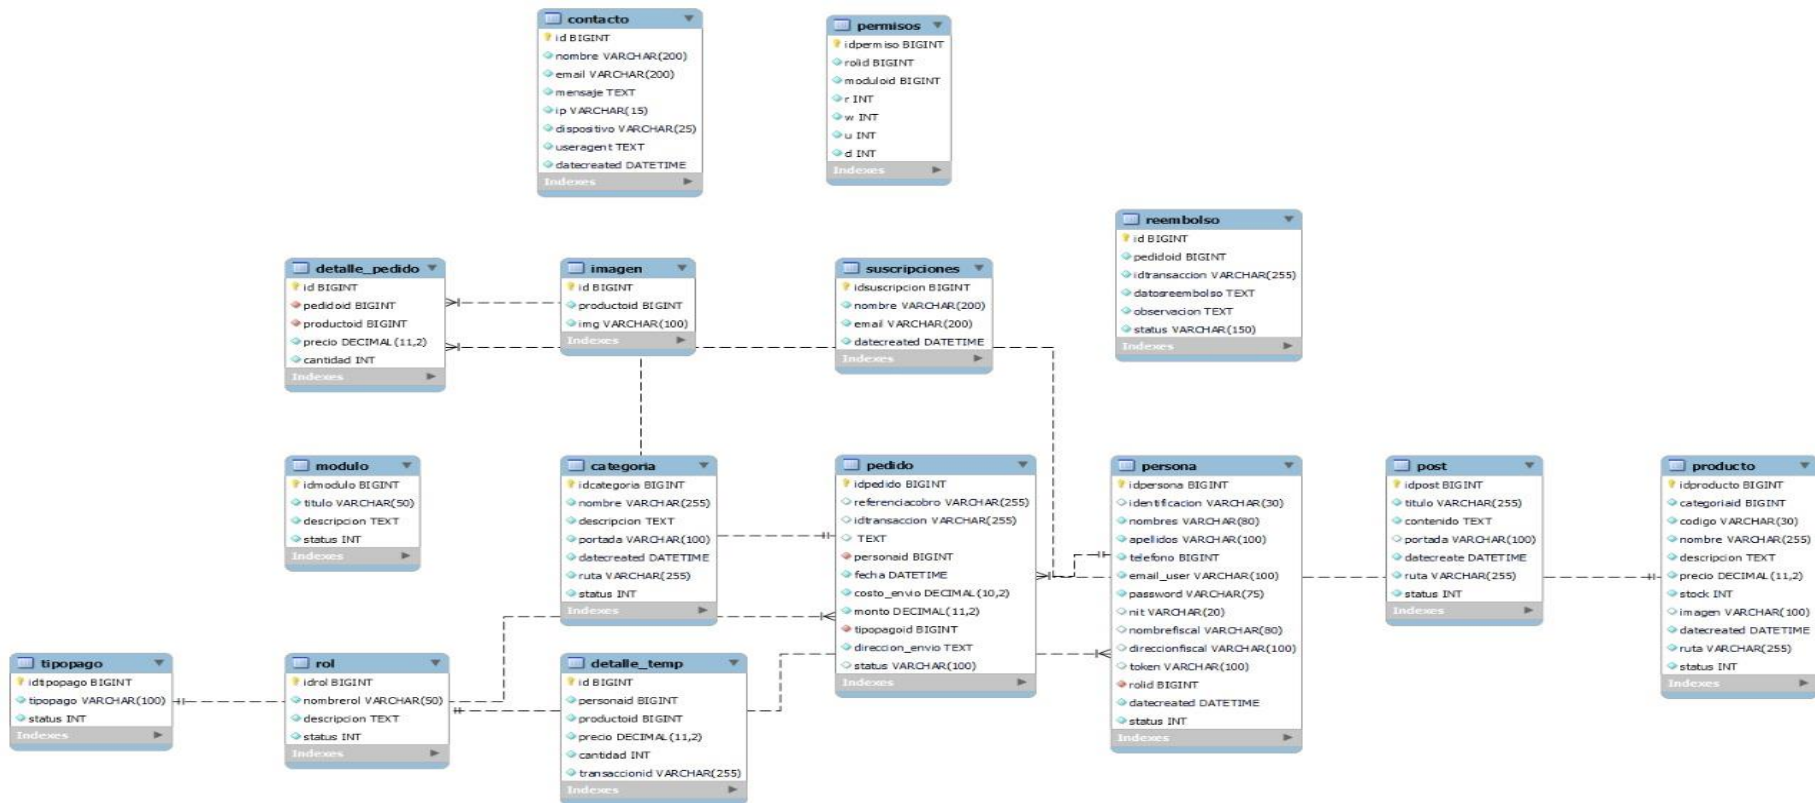 contacto
id BIGINT
nombre VARCHAR(200)
email VARCHAR(200)
mensaje TEXT
ip VARCHAR(15)
dispositivo VARCHAR(25)
useragent TEXT
datecreated DATETIME
Indexes
permisos
idpermiso BIGINT
rolid BIGINT
moduloid BIGINT
r INT
w INT
u INT
d INT
Indexes
reembolso
id BIGINT
pedidoid BIGINT
idtransaccion VARCHAR(255)
datosreembolso TEXT
observacion TEXT
status VARCHAR(150)
Indexes
detalle_pedido
id BIGINT
pedidoid BIGINT
productoid BIGINT
precio DECIMAL(11,2)
cantidad INT
Indexes
imagen
id BIGINT
productoid BIGINT
img VARCHAR(100)
Indexes
suscripciones
idsuscripcion BIGINT
nombre VARCHAR(200)
email VARCHAR(200)
datecreated DATETIME
Indexes
modulo
idmodulo BIGINT
titulo VARCHAR(50)
descripcion TEXT
status INT
Indexes
categoria
idcategoria BIGINT
nombre VARCHAR(255)
descripcion TEXT
portada VARCHAR(100)
datecreated DATETIME
ruta VARCHAR(255)
status INT
Indexes
pedido
idpedido BIGINT
referenciacobro VARCHAR(255)
idtransaccion VARCHAR(255)
TEXT
personaid BIGINT
fecha DATETIME
costo_envio DECIMAL(10,2)
monto DECIMAL(11,2)
tipopagoid BIGINT
direccion_envio TEXT
status VARCHAR(100)
Indexes
persona
idpersona BIGINT
identificacion VARCHAR(30)
nombres VARCHAR(80)
apellidos VARCHAR(100)
telefono BIGINT
email_user VARCHAR(100)
password VARCHAR(75)
nit VARCHAR(20)
nombrefiscal VARCHAR(80)
direccionfiscal VARCHAR(100)
token VARCHAR(100)
rolid BIGINT
datecreated DATETIME
status INT
Indexes
post
idpost BIGINT
titulo VARCHAR(255)
contenido TEXT
portada VARCHAR(100)
datecreate DATETIME
ruta VARCHAR(255)
status INT
Indexes
producto
idproducto BIGINT
categoriaid BIGINT
codigo VARCHAR(30)
nombre VARCHAR(255)
descripcion TEXT
precio DECIMAL(11,2)
stock INT
imagen VARCHAR(100)
datecreated DATETIME
ruta VARCHAR(255)
status INT
Indexes
tipopago
idtipopago BIGINT
tipopago VARCHAR(100)
status INT
Indexes
rol
idrol BIGINT
nombrerol VARCHAR(50)
descripcion TEXT
status INT
Indexes
detalle_temp
id BIGINT
personaid BIGINT
productoid BIGINT
precio DECIMAL(11,2)
cantidad INT
transaccionid VARCHAR(255)
Indexes